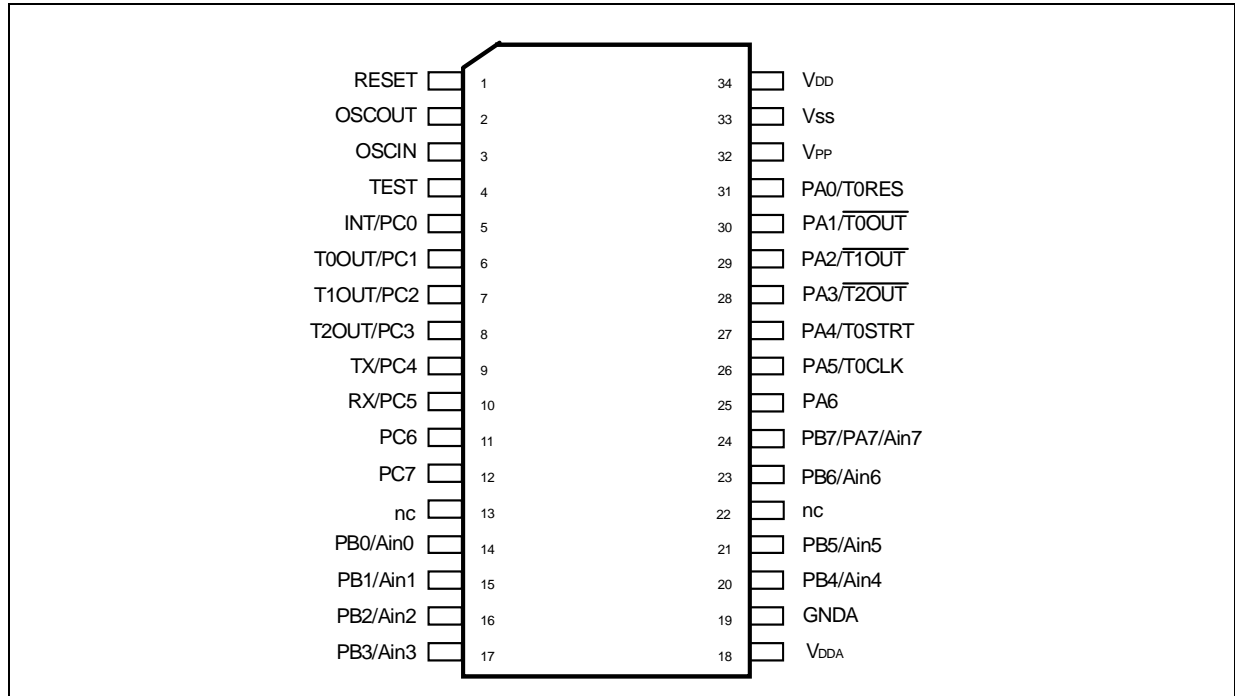 RESET 1 34 VDD
OSCOUT 2 33 Vss
OSCIN 3 32 VPP
TEST 4 31 PA0/T0RES
INT/PC0 5 30 PA1/T0OUT
T0OUT/PC1 6 29 PA2/T1OUT
T1OUT/PC2 7 28 PA3/T2OUT
T2OUT/PC3 8 27 PA4/T0STRT
TX/PC4 9 26 PA5/T0CLK
RX/PC5 10 25 PA6
PC6 11 24 PB7/PA7/Ain7
PC7 12 23 PB6/Ain6
nc 13 22 nc
PB0/Ain0 14 21 PB5/Ain5
PB1/Ain1 15 20 PB4/Ain4
PB2/Ain2 16 19 GNDA
PB3/Ain3 17 18 VDDA